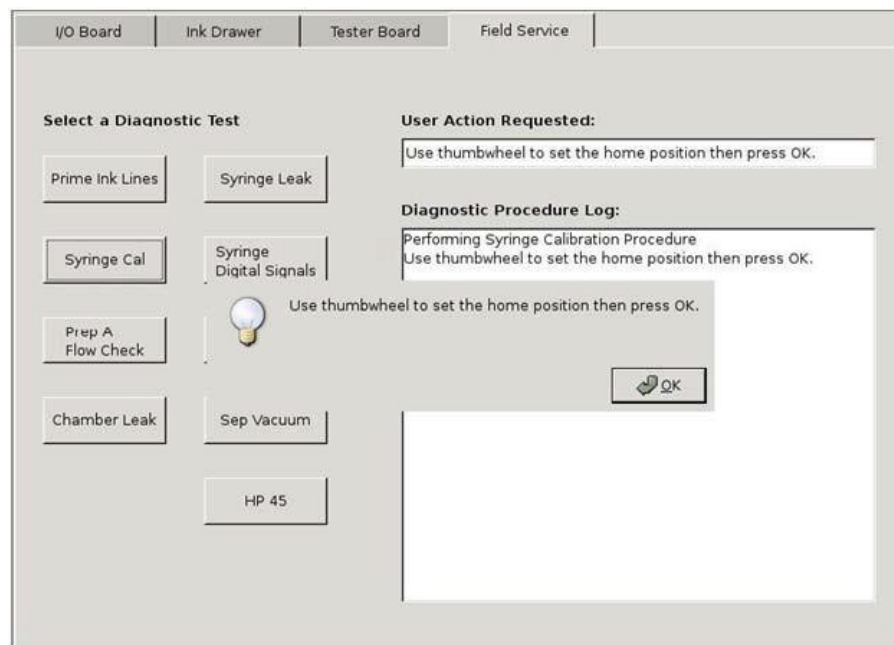 I/O Board
Ink Drawer
Tester Board
Field Service
Select a Diagnostic Test
User Action Requested:
Use thumbwheel to set the home position then press OK.
Prime Ink Lines
Syringe Leak
Diagnostic Procedure Log:
Performing Syringe Calibration Procedure
Use thumbwheel to set the home position then press OK.
Syringe Cal
Syringe
Digital Signals
Use thumbwheel to set the home position then press OK.
Prep A
Flow Check
OK
Chamber Leak
Sep Vacuum
HP 45